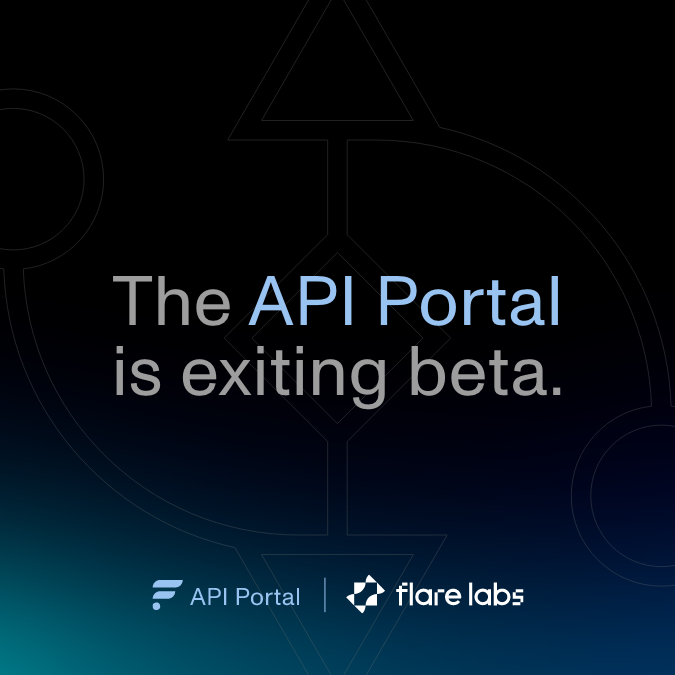 The API Portal
is exiting beta.
API Portal
flare labs